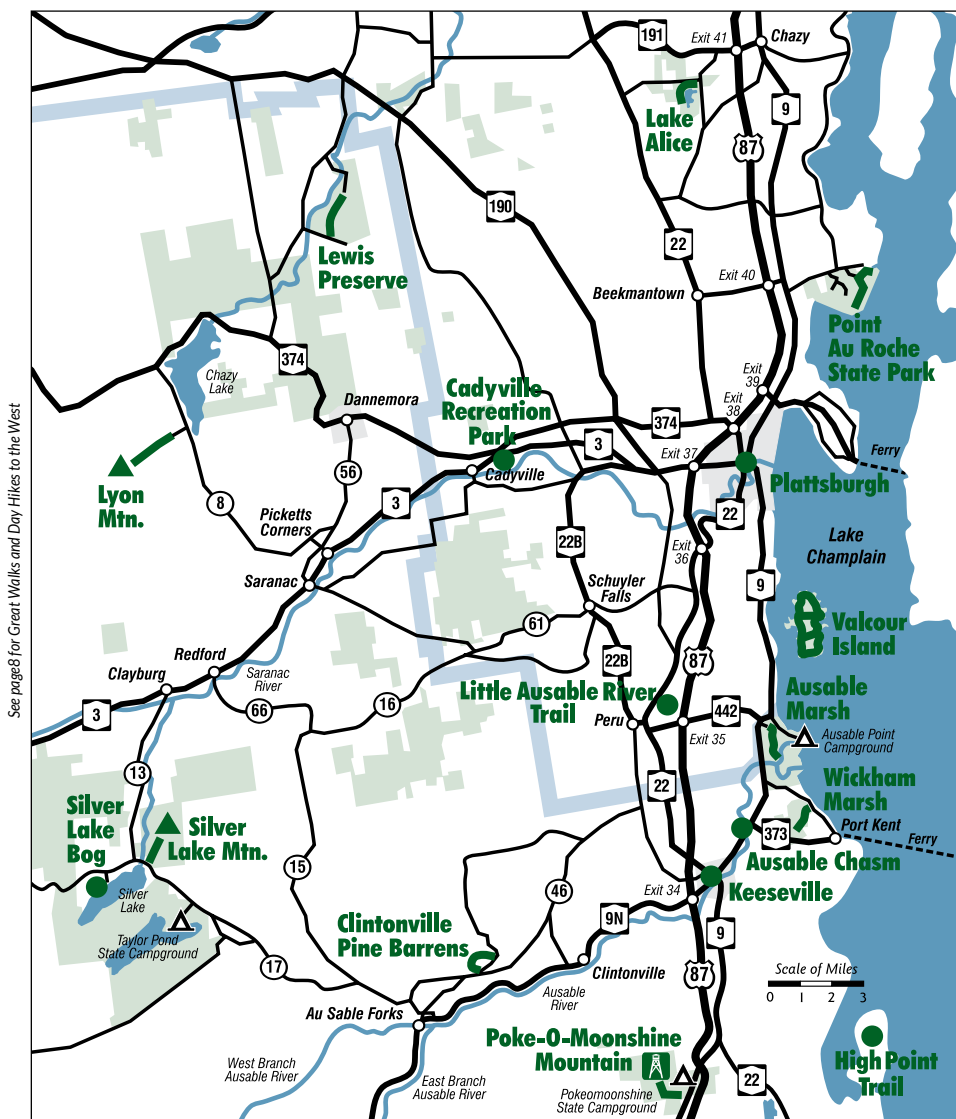 191
Exit 41
Chazy
9
Lake
Alice
87
190
Lewis
Preserve
22
Exit 40
Beekmantown
Point
Au Roche
State Park
374
Chazy
Lake
Dannemora
Cadyville
Recreation
Park
Exit
39
Exit
38
374
3
Exit 37
Ferry
Cadyville
Plattsburgh
See page8 for Great Walks and Day Hikes to the West
Lyon
Mtn.
56
8
3
Picketts
Corners
22
22B
Exit
36
Lake
Champlain
Saranac
Schuyler
Falls
9
61
Valcour
Island
Redford
Clayburg
22B
87
Saranac
River
Little Ausable River
Trail
Ausable
Marsh
3
66
16
Peru
442
Exit 35
Ausable Point
Campground
13
22
Wickham
Marsh
Silver
Lake
Bog
Silver
Lake Mtn.
373
Port Kent
Ferry
Ausable Chasm
15
Keeseville
46
Exit 34
Silver
Lake
Taylor Pond
State Campground
Clintonville
Pine Barrens
9N
9
17
Clintonville
87
Scale of Miles
0 1 2 3
Ausable
River
Au Sable Forks
Poke-O-Moonshine
Mountain
High Point
Trail
West Branch
Ausable River
East Branch
Ausable River
Pokeomoonshine
State Campground
22